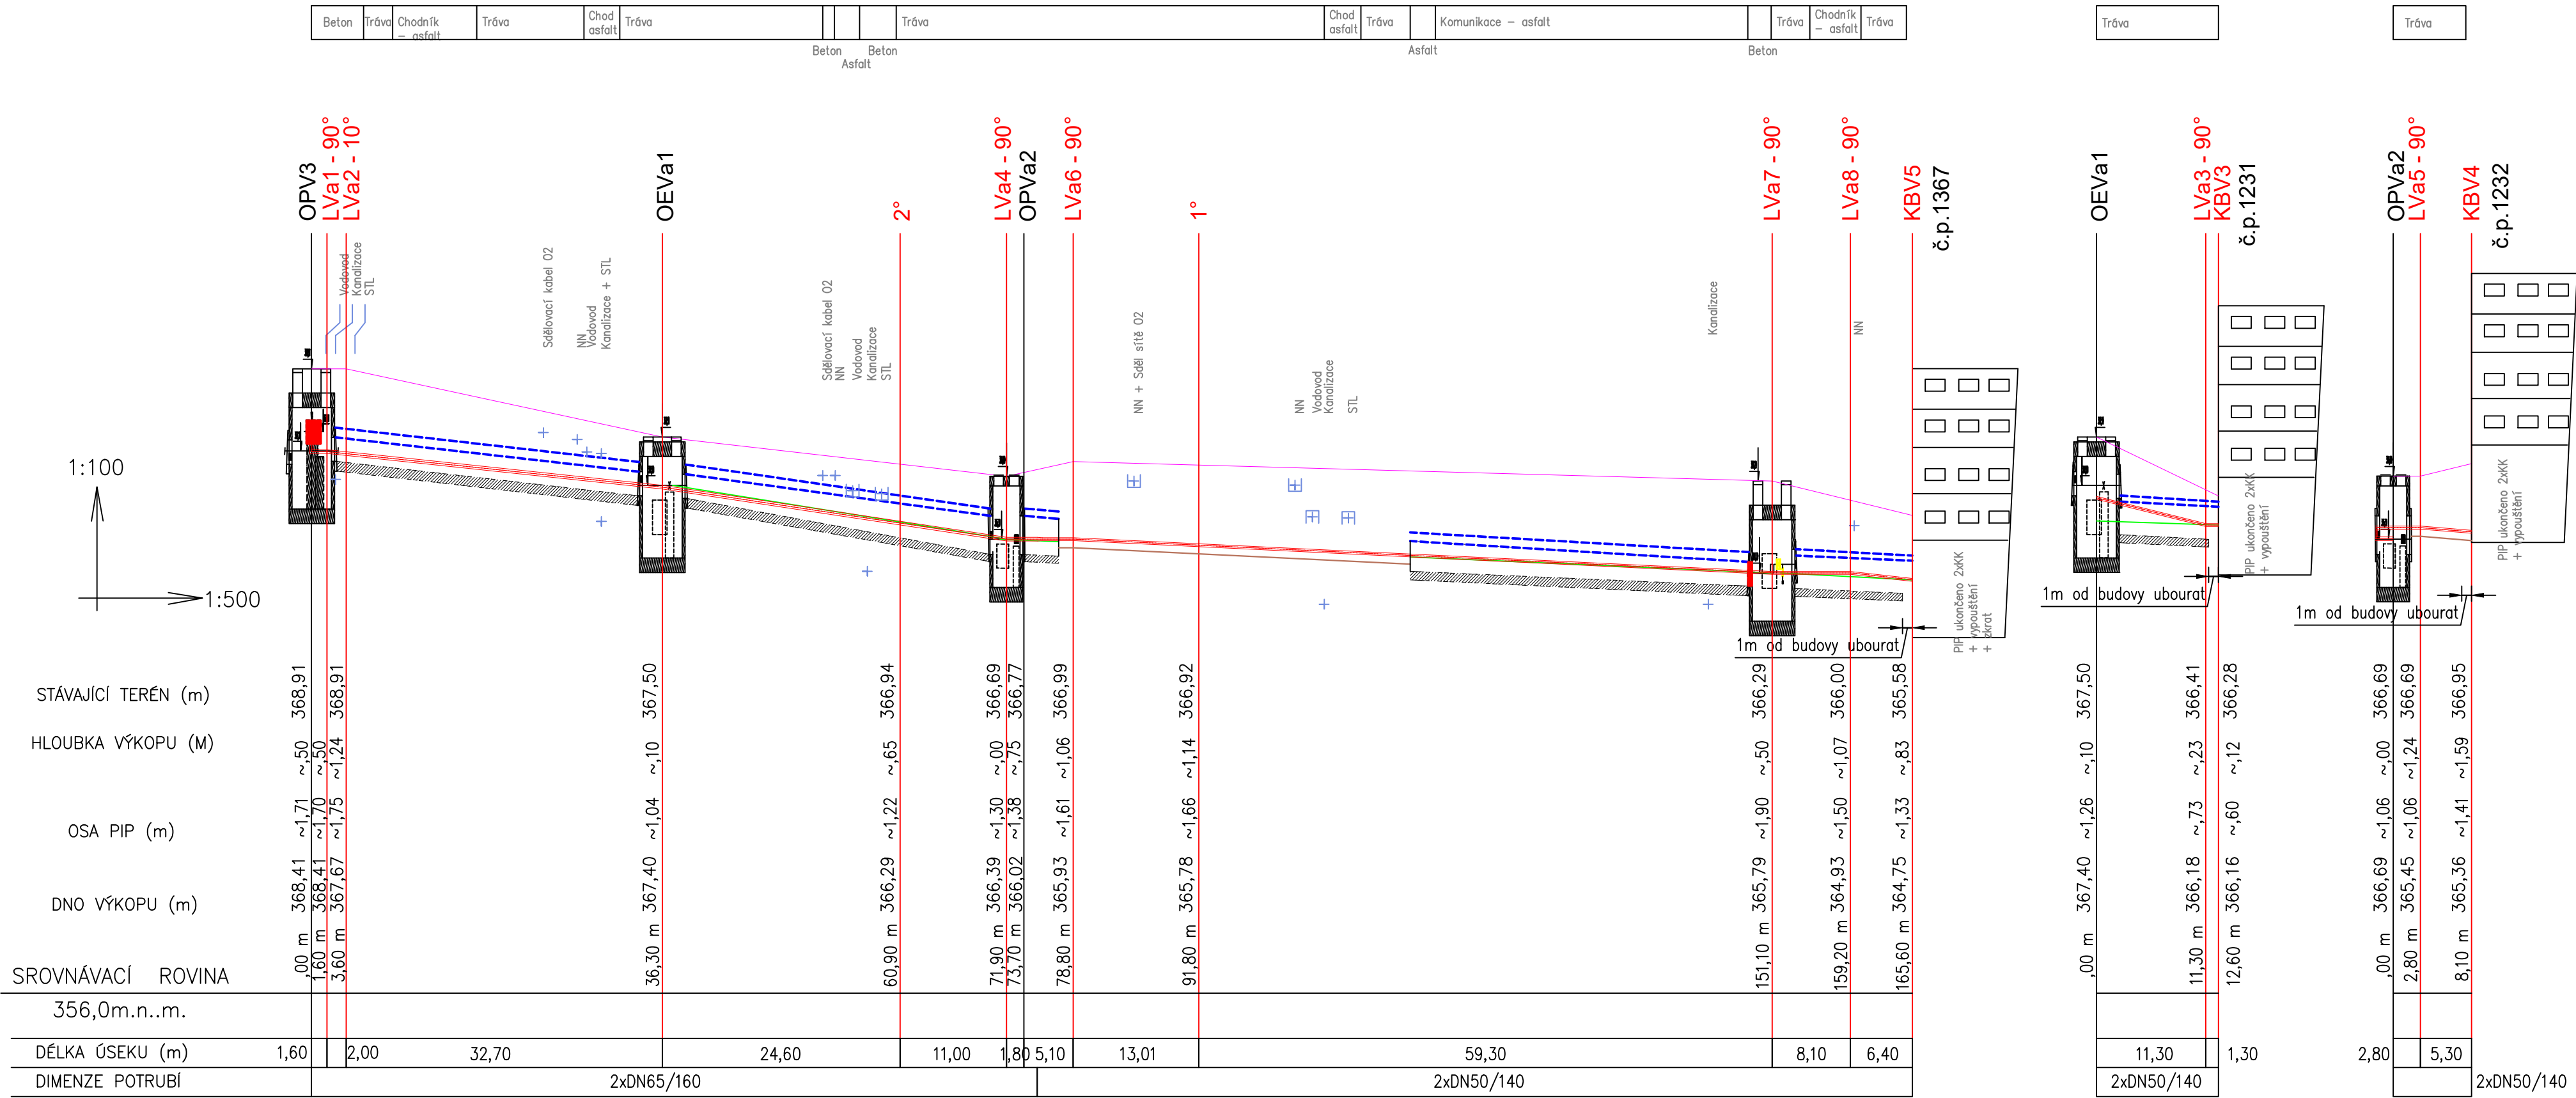 Beton Tráva Chodník Tráva Chod Tráva Tráva Chod Tráva Komunikace – asfalt Tráva Chodník Tráva Tráva Tráva
– asfalt asfalt asfalt – asfalt
Beton Beton Asfalt Beton
Asfalt
OPV3
LVa1 - 90°
LVa2 - 10°
OEVa1
2°
LVa4 - 90°
OPVa2
LVa6 - 90°
1°
LVa7 - 90°
LVa8 - 90°
KBV5
č.p.1367
OEVa1
LVa3 - 90°
KBV3
č.p.1231
OPVa2
LVa5 - 90°
KBV4
č.p.1232
Vodovod
Kanalizace
STL
Sdělovací kabel O2
NN
Vodovod
Kanalizace + STL
Sdělovací kabel O2
NN
Vodovod
Kanalizace
STL
NN + Sděl sítě O2
NN
Vodovod
Kanalizace
STL
Kanalizace
NN
PIP ukončeno 2xKK
+ vypouštění
+ zkrat
PIP ukončeno 2xKK
+ vypouštění
PIP ukončeno 2xKK
+ vypouštění
1:100
1:500
1m od budovy ubourat
1m od budovy ubourat
1m od budovy ubourat
STÁVAJÍCÍ TERÉN (m) 368,91 368,91 367,50 366,94 366,69 366,77 366,99 366,92 366,29 366,00 365,58 367,50 366,41 366,28 366,69 366,69 366,95
HLOUBKA VÝKOPU (M) ~,50 ~,50 ~1,24 ~,10 ~,65 ~,00 ~,75 ~1,06 ~1,14 ~,50 ~1,07 ~,83 ~,10 ~,23 ~,12 ~,00 ~1,24 ~1,59
OSA PIP (m) ~1,71 ~1,70 ~1,75 ~1,04 ~1,22 ~1,30 ~1,38 ~1,61 ~1,66 ~1,90 ~1,50 ~1,33 ~1,26 ~,73 ~,60 ~1,06 ~1,06 ~1,41
DNO VÝKOPU (m) 368,41 368,41 367,67 367,40 366,29 366,39 366,02 365,93 365,78 365,79 364,93 364,75 367,40 366,18 366,16 366,69 365,45 365,36
SROVNÁVACÍ ROVINA ,00 m 1,60 m 3,60 m 36,30 m 60,90 m 71,90 m 73,70 m 78,80 m 91,80 m 151,10 m 159,20 m 165,60 m ,00 m 11,30 m 12,60 m ,00 m 2,80 m 8,10 m
356,0m.n..m.
DÉLKA ÚSEKU (m) 1,60 2,00 32,70 24,60 11,00 1,80 5,10 13,01 59,30 8,10 6,40 11,30 1,30 2,80 5,30
DIMENZE POTRUBÍ 2xDN65/160 2xDN50/140 2xDN50/140 2xDN50/140